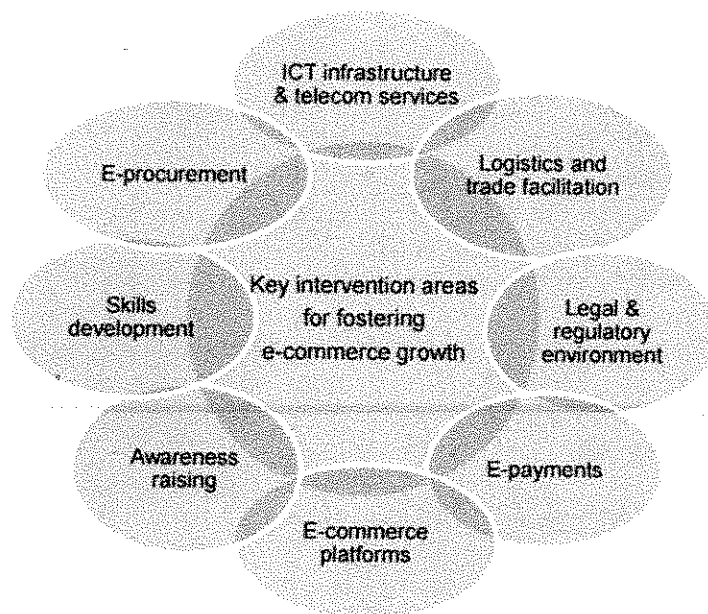 ICT infrastructure
& telecom services
Logistics and
trade facilitation
Legal &
regulatory
environment
E-payments
E-commerce
platforms
Awareness
raising
Skills
development
E-procurement
Key intervention areas
for fostering
e-commerce growth